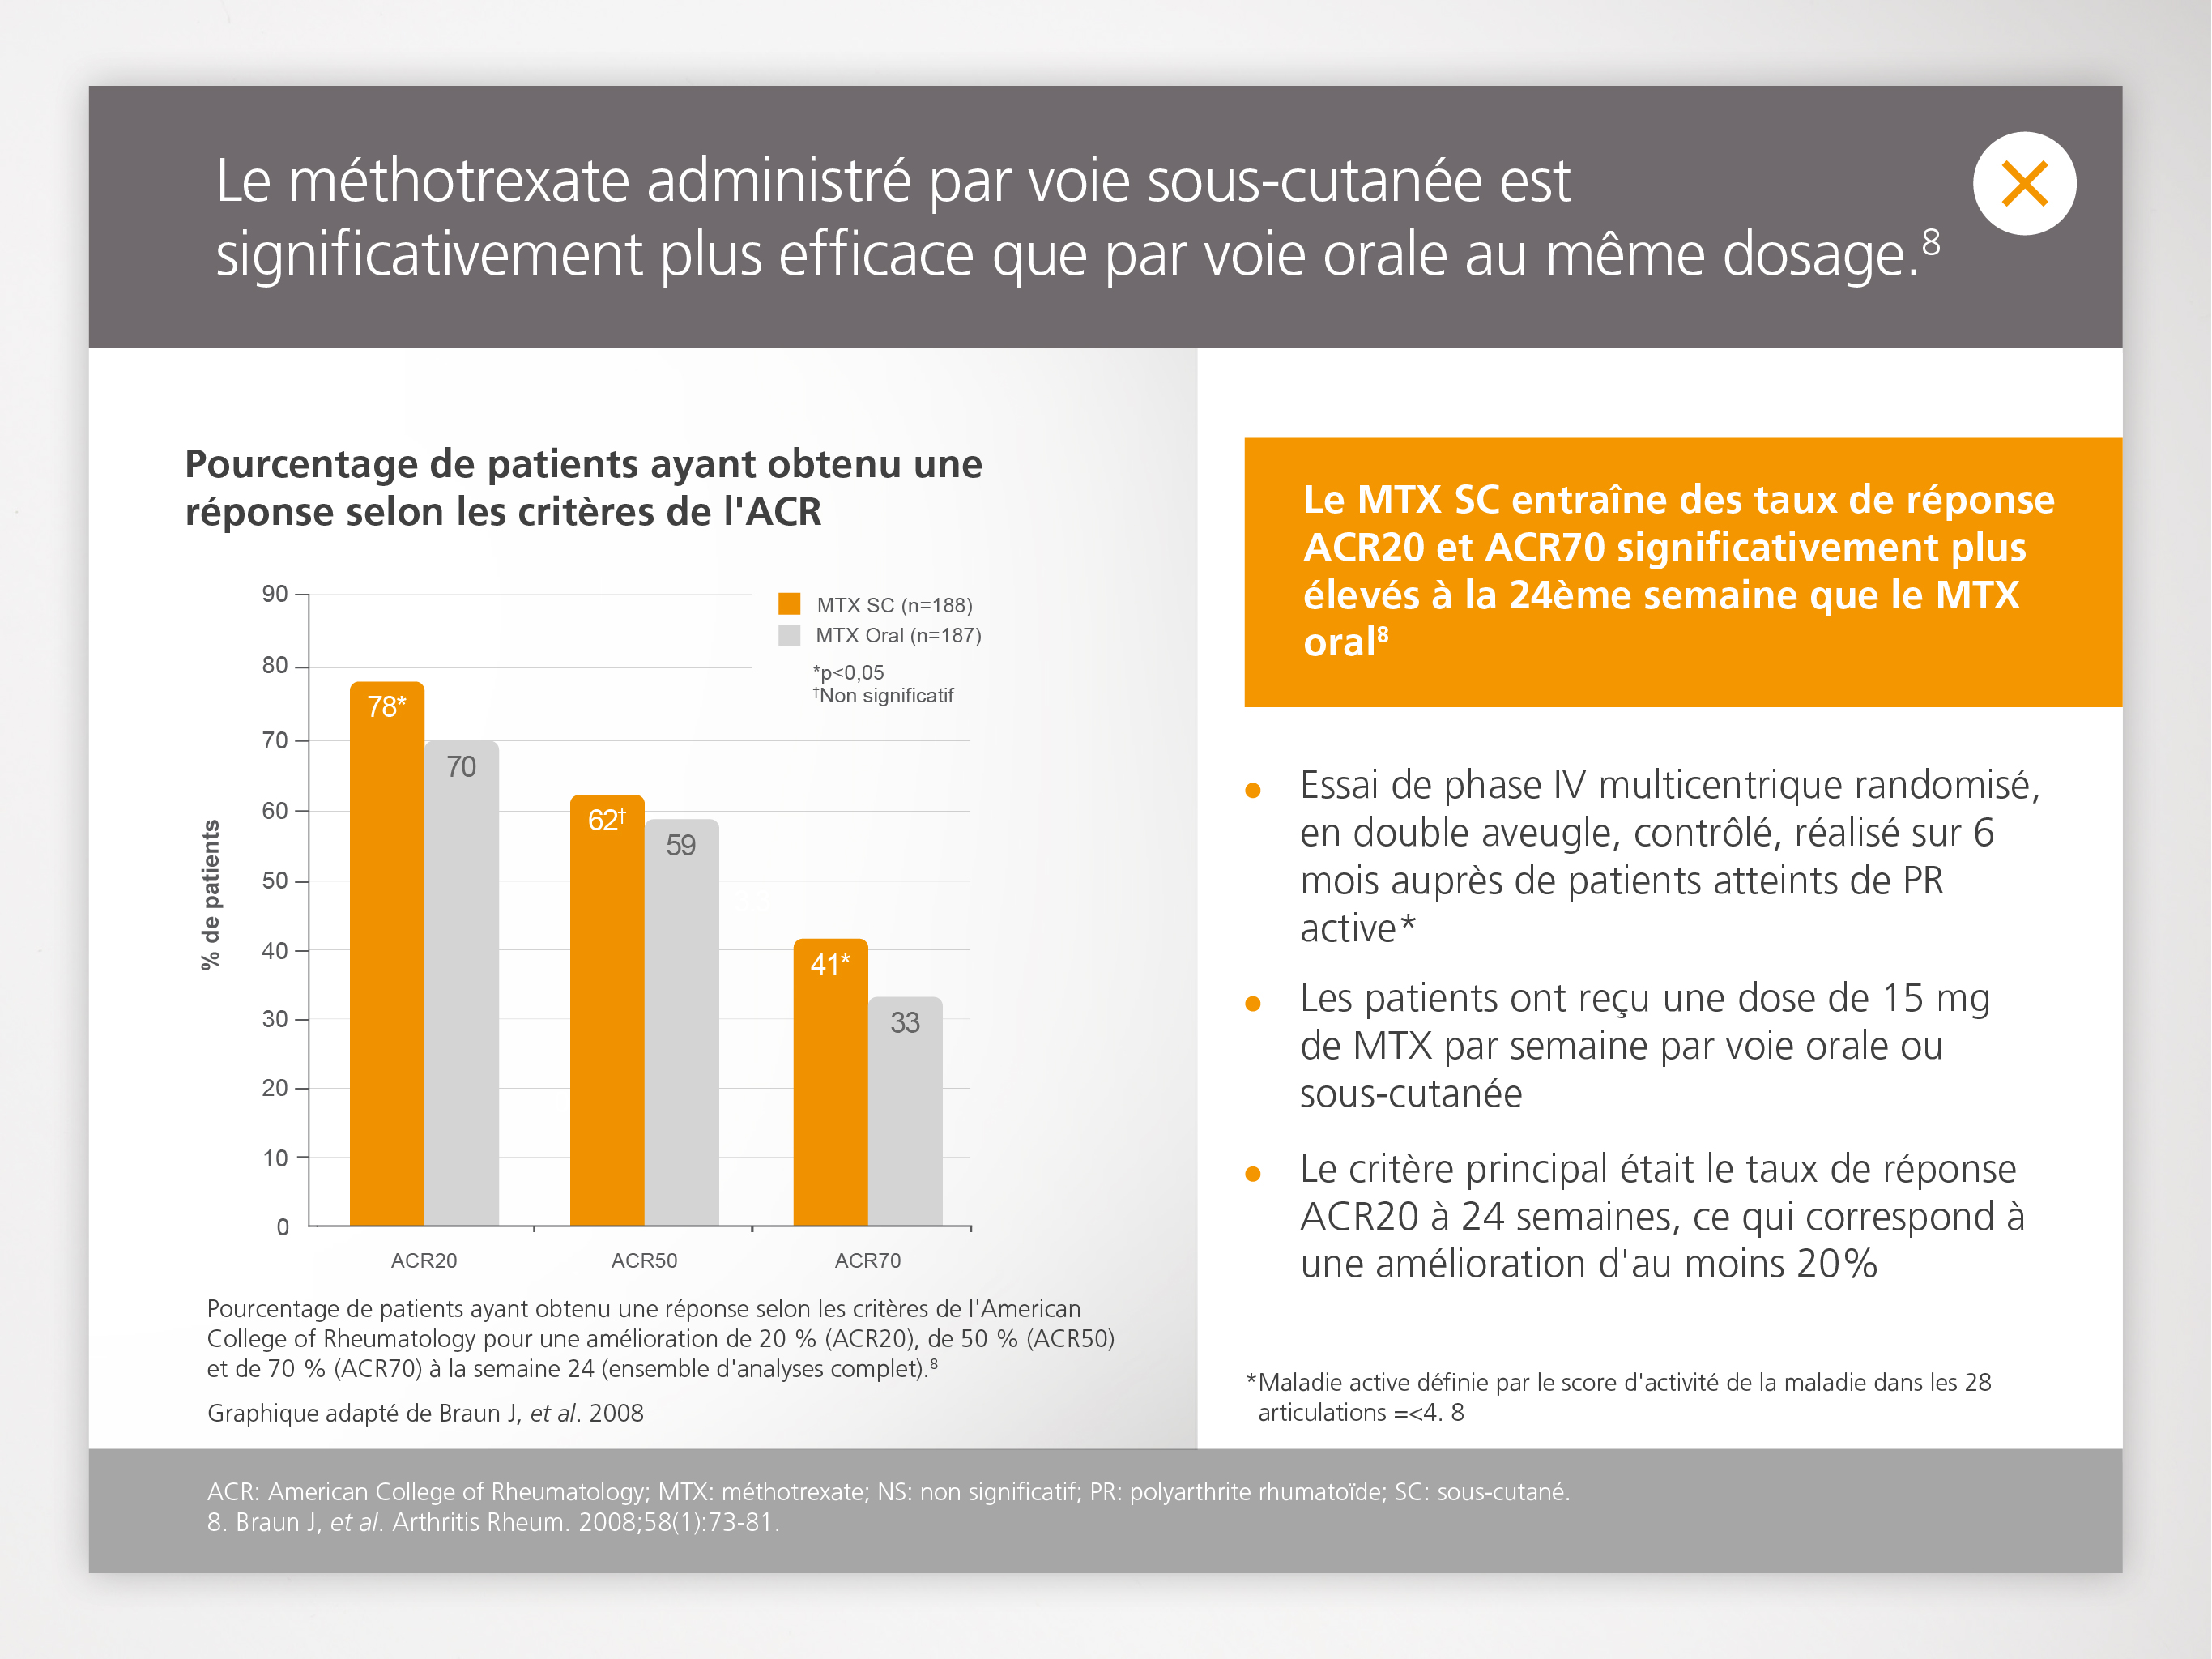 Le méthotrexate administré par voie sous-cutanée est
significativement plus efficace que par voie orale au même dosage.8
Pourcentage de patients ayant obtenu une
réponse selon les critères de l'ACR
90
80
70
60
50
40
30
20
10
0
% de patients
MTX SC (n=188)
MTX Oral (n=187)
*p<0,05
†Non significatif
78*
70
62†
59
41*
33
ACR20
ACR50
ACR70
Pourcentage de patients ayant obtenu une réponse selon les critères de l'American
College of Rheumatology pour une amélioration de 20 % (ACR20), de 50 % (ACR50)
et de 70 % (ACR70) à la semaine 24 (ensemble d'analyses complet).8
Graphique adapté de Braun J, et al. 2008
Le MTX SC entraîne des taux de réponse
ACR20 et ACR70 significativement plus
élevés à la 24ème semaine que le MTX
oral8
• Essai de phase IV multicentrique randomisé,
en double aveugle, contrôlé, réalisé sur 6
mois auprès de patients atteints de PR
active*
• Les patients ont reçu une dose de 15 mg
de MTX par semaine par voie orale ou
sous-cutanée
• Le critère principal était le taux de réponse
ACR20 à 24 semaines, ce qui correspond à
une amélioration d'au moins 20%
*Maladie active définie par le score d'activité de la maladie dans les 28
articulations =<4. 8
ACR: American College of Rheumatology; MTX: méthotrexate; NS: non significatif; PR: polyarthrite rhumatoïde; SC: sous-cutané.
8. Braun J, et al. Arthritis Rheum. 2008;58(1):73-81.